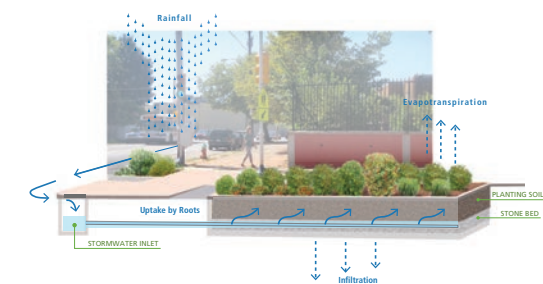 Rainfall
Evapotranspiration
PLANTING SOIL
Uptake by Roots
STONE BED
STORMWATER INLET
Infiltration